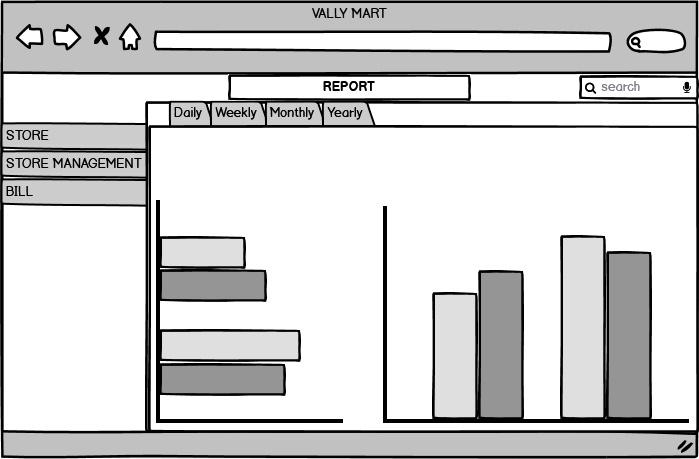 VALLY MART
REPORT
search
Daily Weekly Monthly Yearly
STORE
STORE MANAGEMENT
BILL